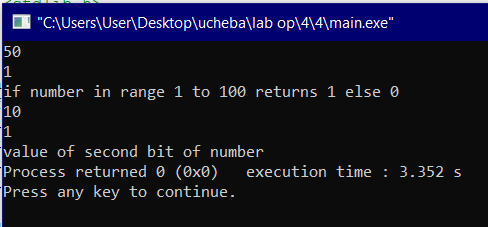 <stdlib.h>
"C:\Users\User\Desktop\ucheba\lab op\4\4\main.exe"
50
1
if number in range 1 to 100 returns 1 else 0
10
1
value of second bit of number
Process returned 0 (0x0)   execution time : 3.352 s
Press any key to continue.